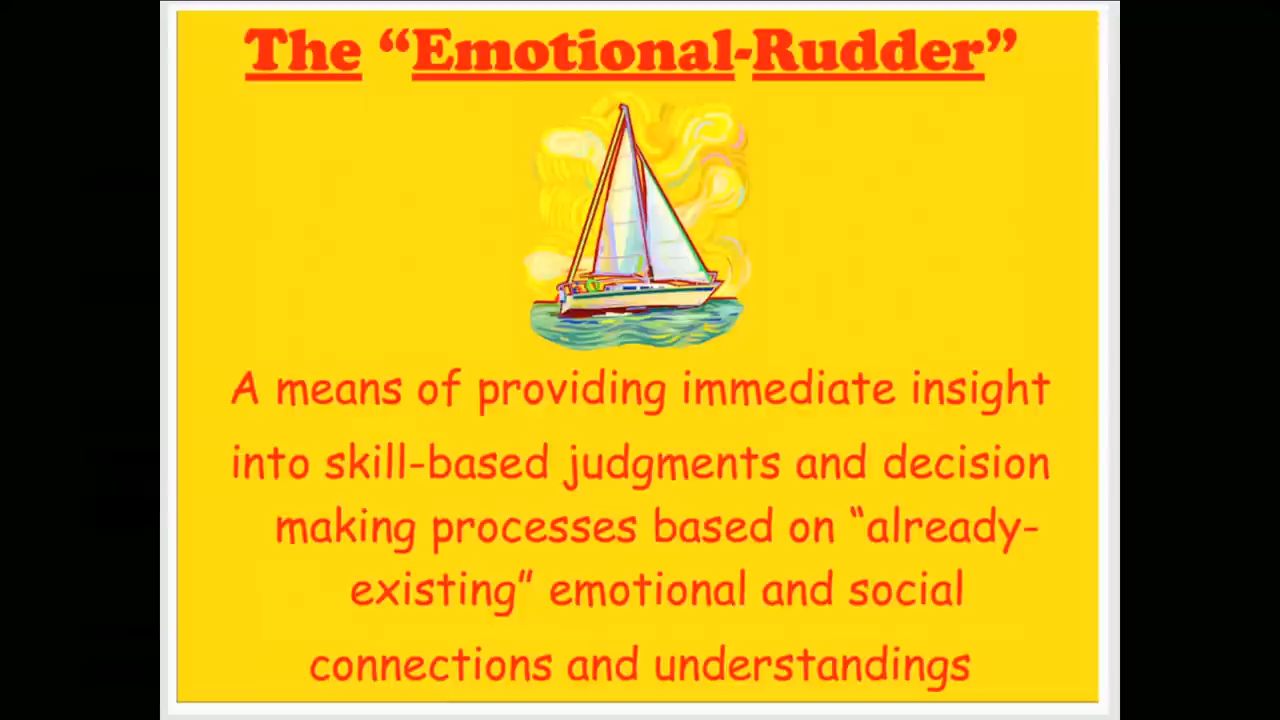 The “Emotional-Rudder”
A means of providing immediate insight
into skill-based judgments and decision
making processes based on “already-
existing” emotional and social
connections and understandings